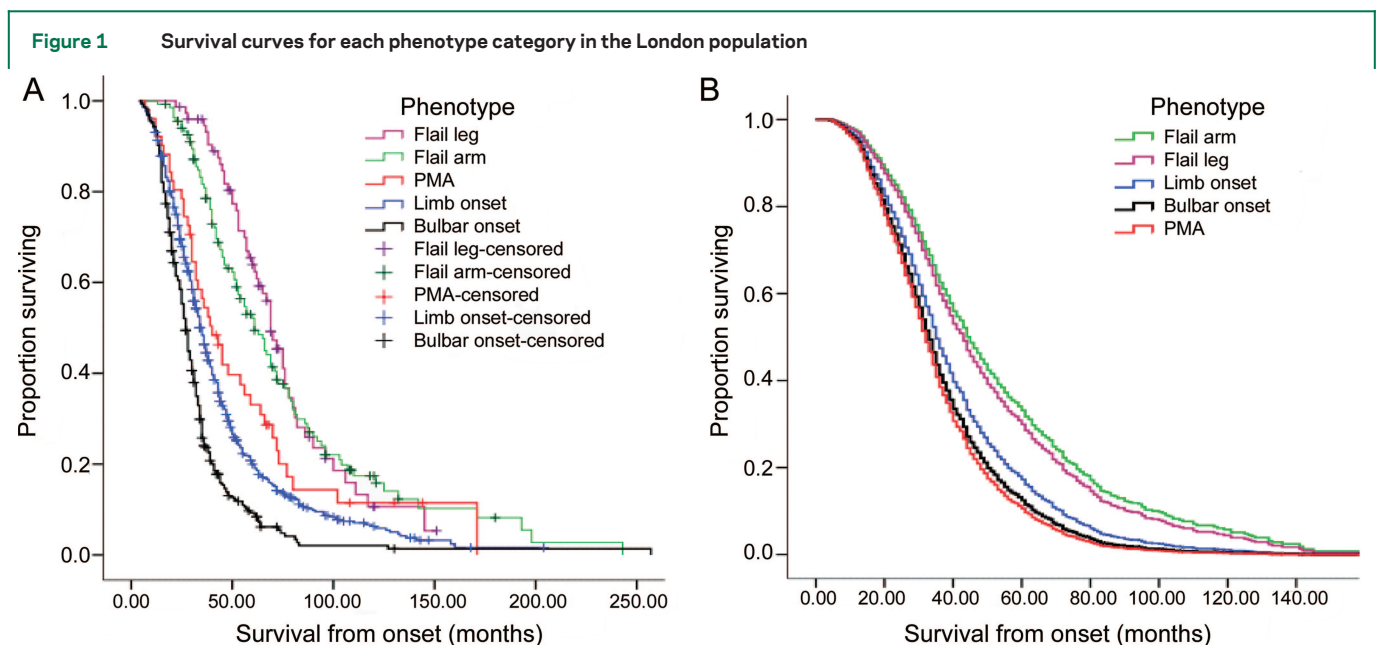 Figure 1 Survival curves for each phenotype category in the London population
A
Proportion surviving
1.0
0.8
0.6
0.4
0.2
0.0
0.00 50.00 100.00 150.00 200.00 250.00
Survival from onset (months)
Phenotype
Flail leg
Flail arm
PMA
Limb onset
Bulbar onset
Flail leg-censored
Flail arm-censored
PMA-censored
Limb onset-censored
Bulbar onset-censored
B
Proportion surviving
1.0
0.8
0.6
0.4
0.2
0.0
0.00 20.00 40.00 60.00 80.00 100.00 120.00 140.00
Survival from onset (months)
Phenotype
Flail arm
Flail leg
Limb onset
Bulbar onset
PMA